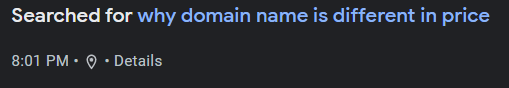 Searched for why domain name is different in price
8:01 PM • • Details